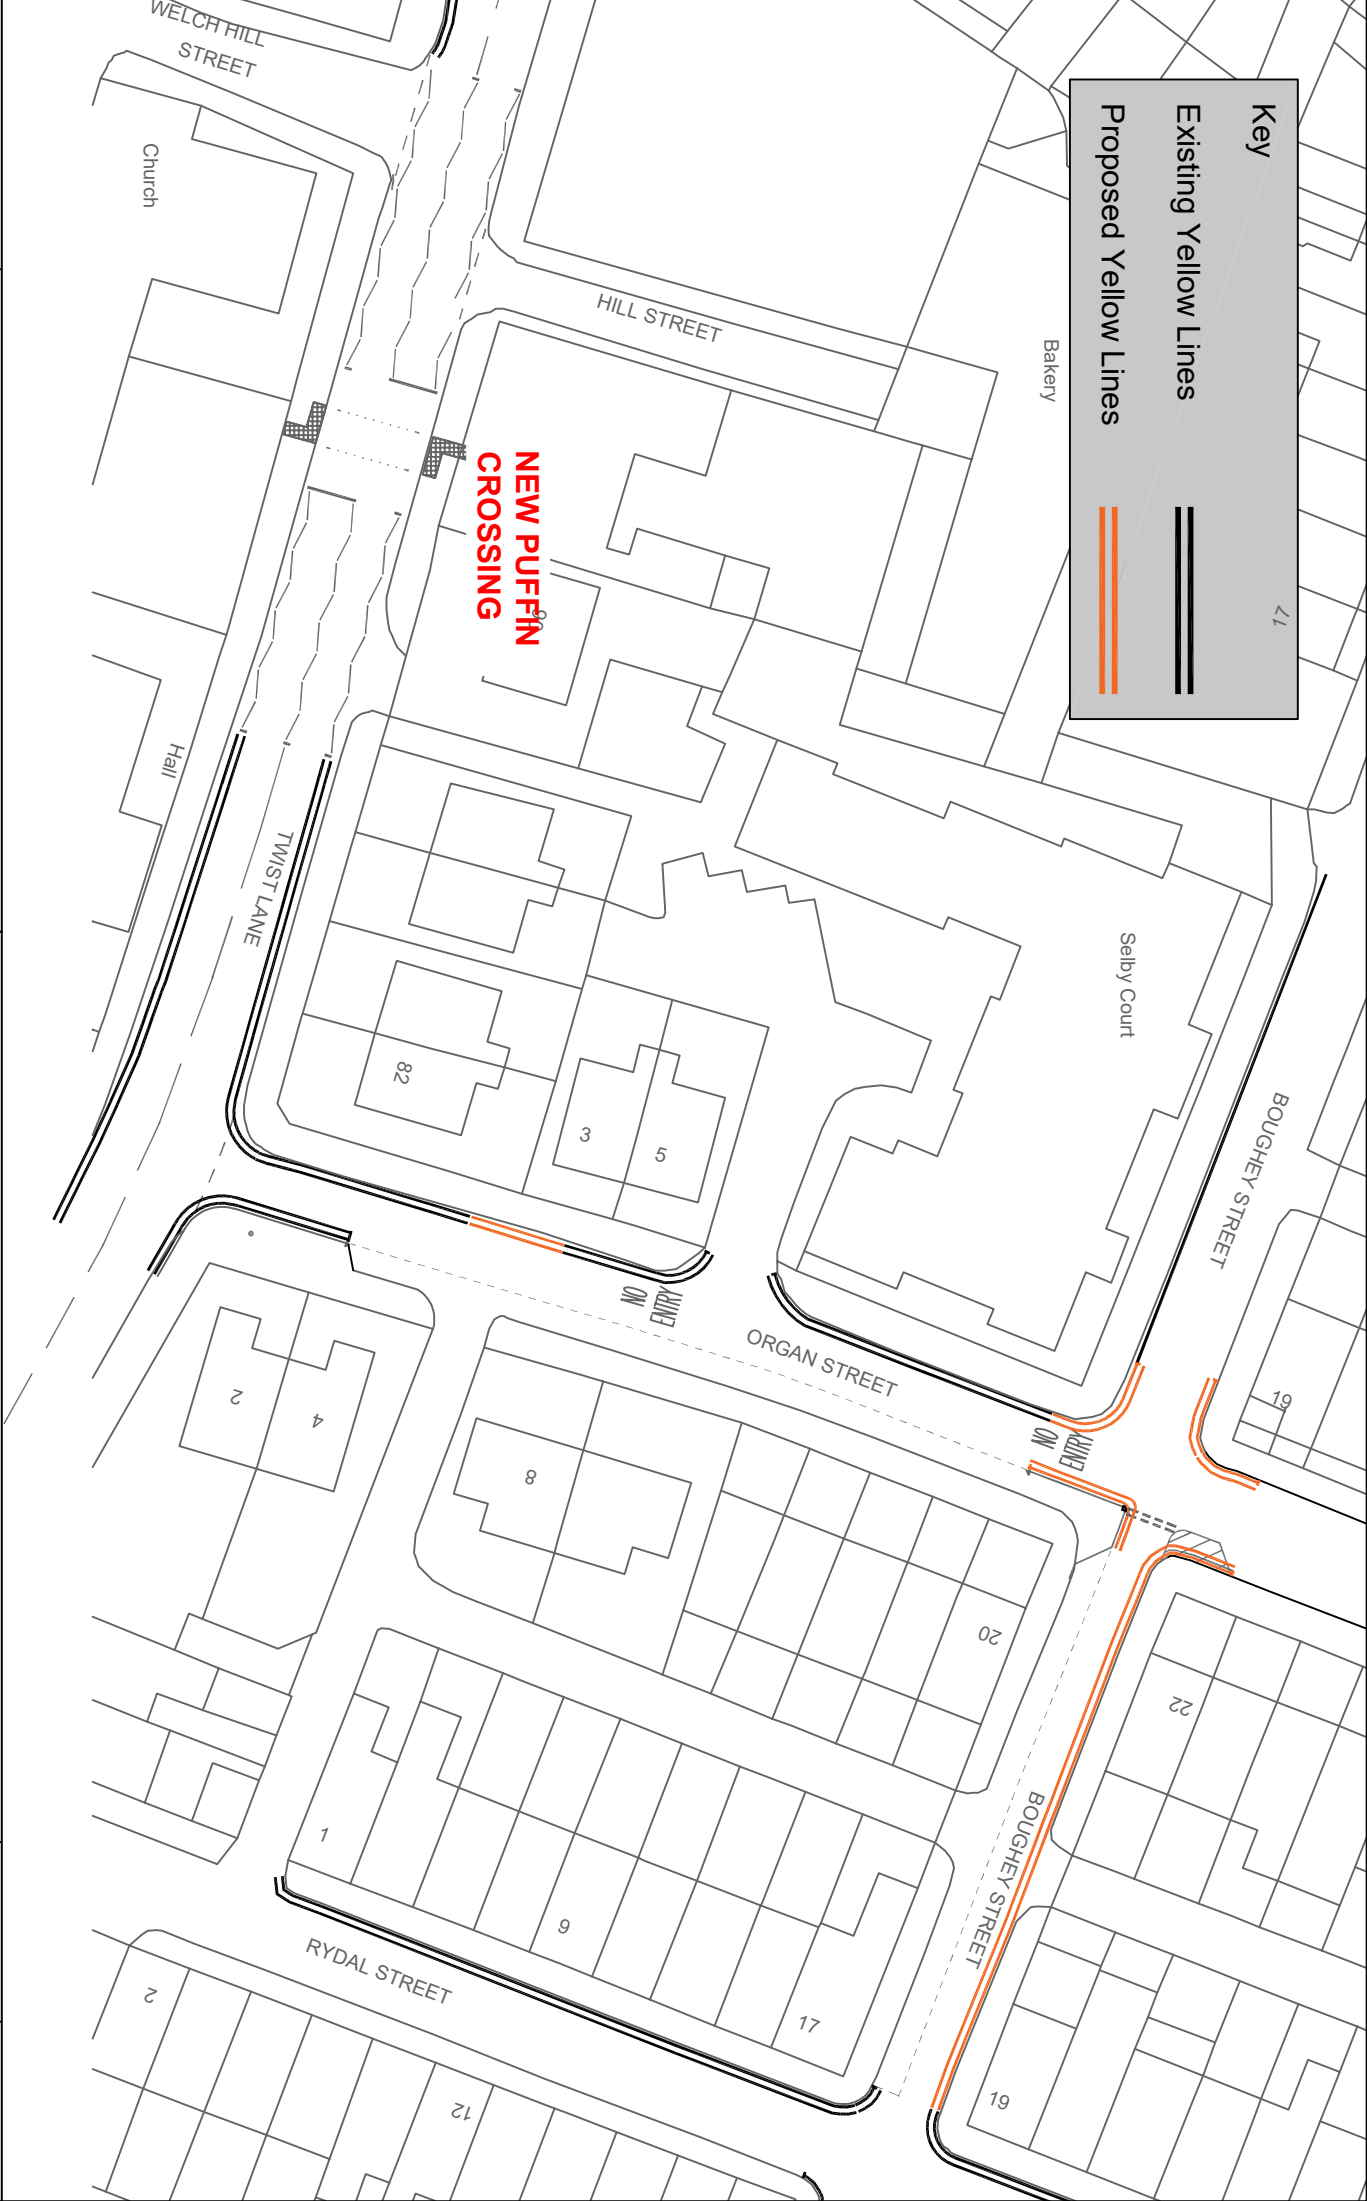 Key
Existing Yellow Lines
Proposed Yellow Lines
17
WELCH HILL
STREET
Church
HILL STREET
Bakery
NEW PUFFIN
CROSSING
90
Hall
TWIST LANE
82
3
5
Selby Court
BOUGHEY STREET
19
NO
ENTRY
ORGAN STREET
NO
ENTRY
2
4
8
20
22
BOUGHEY STREET
1
9
17
19
RYDAL STREET
2
12